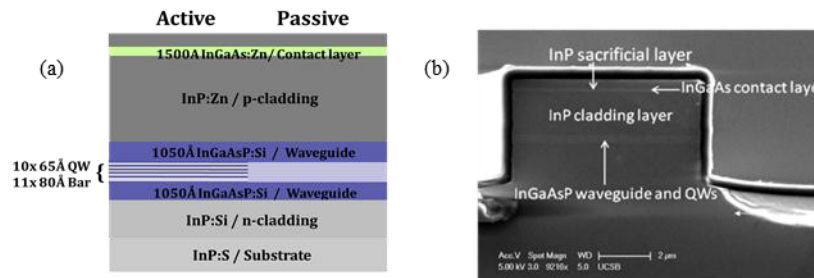 Active Passive
(a)
1500A InGaAs:Zn/ Contact layer
InP:Zn / p-cladding
1050Å InGaAsP:Si / Waveguide
10x 65Å QW
11x 80Å Bar
1050Å InGaAsP:Si / Waveguide
InP:Si / n-cladding
InP:S / Substrate
(b)
InP sacrificial layer
InGaAs contact laye
InP cladding layer
InGaAsP waveguide and QWs
Acc.V Spot Magn WD 2 µm
5.00 kV 3.0 9216x 5.0 UCSB